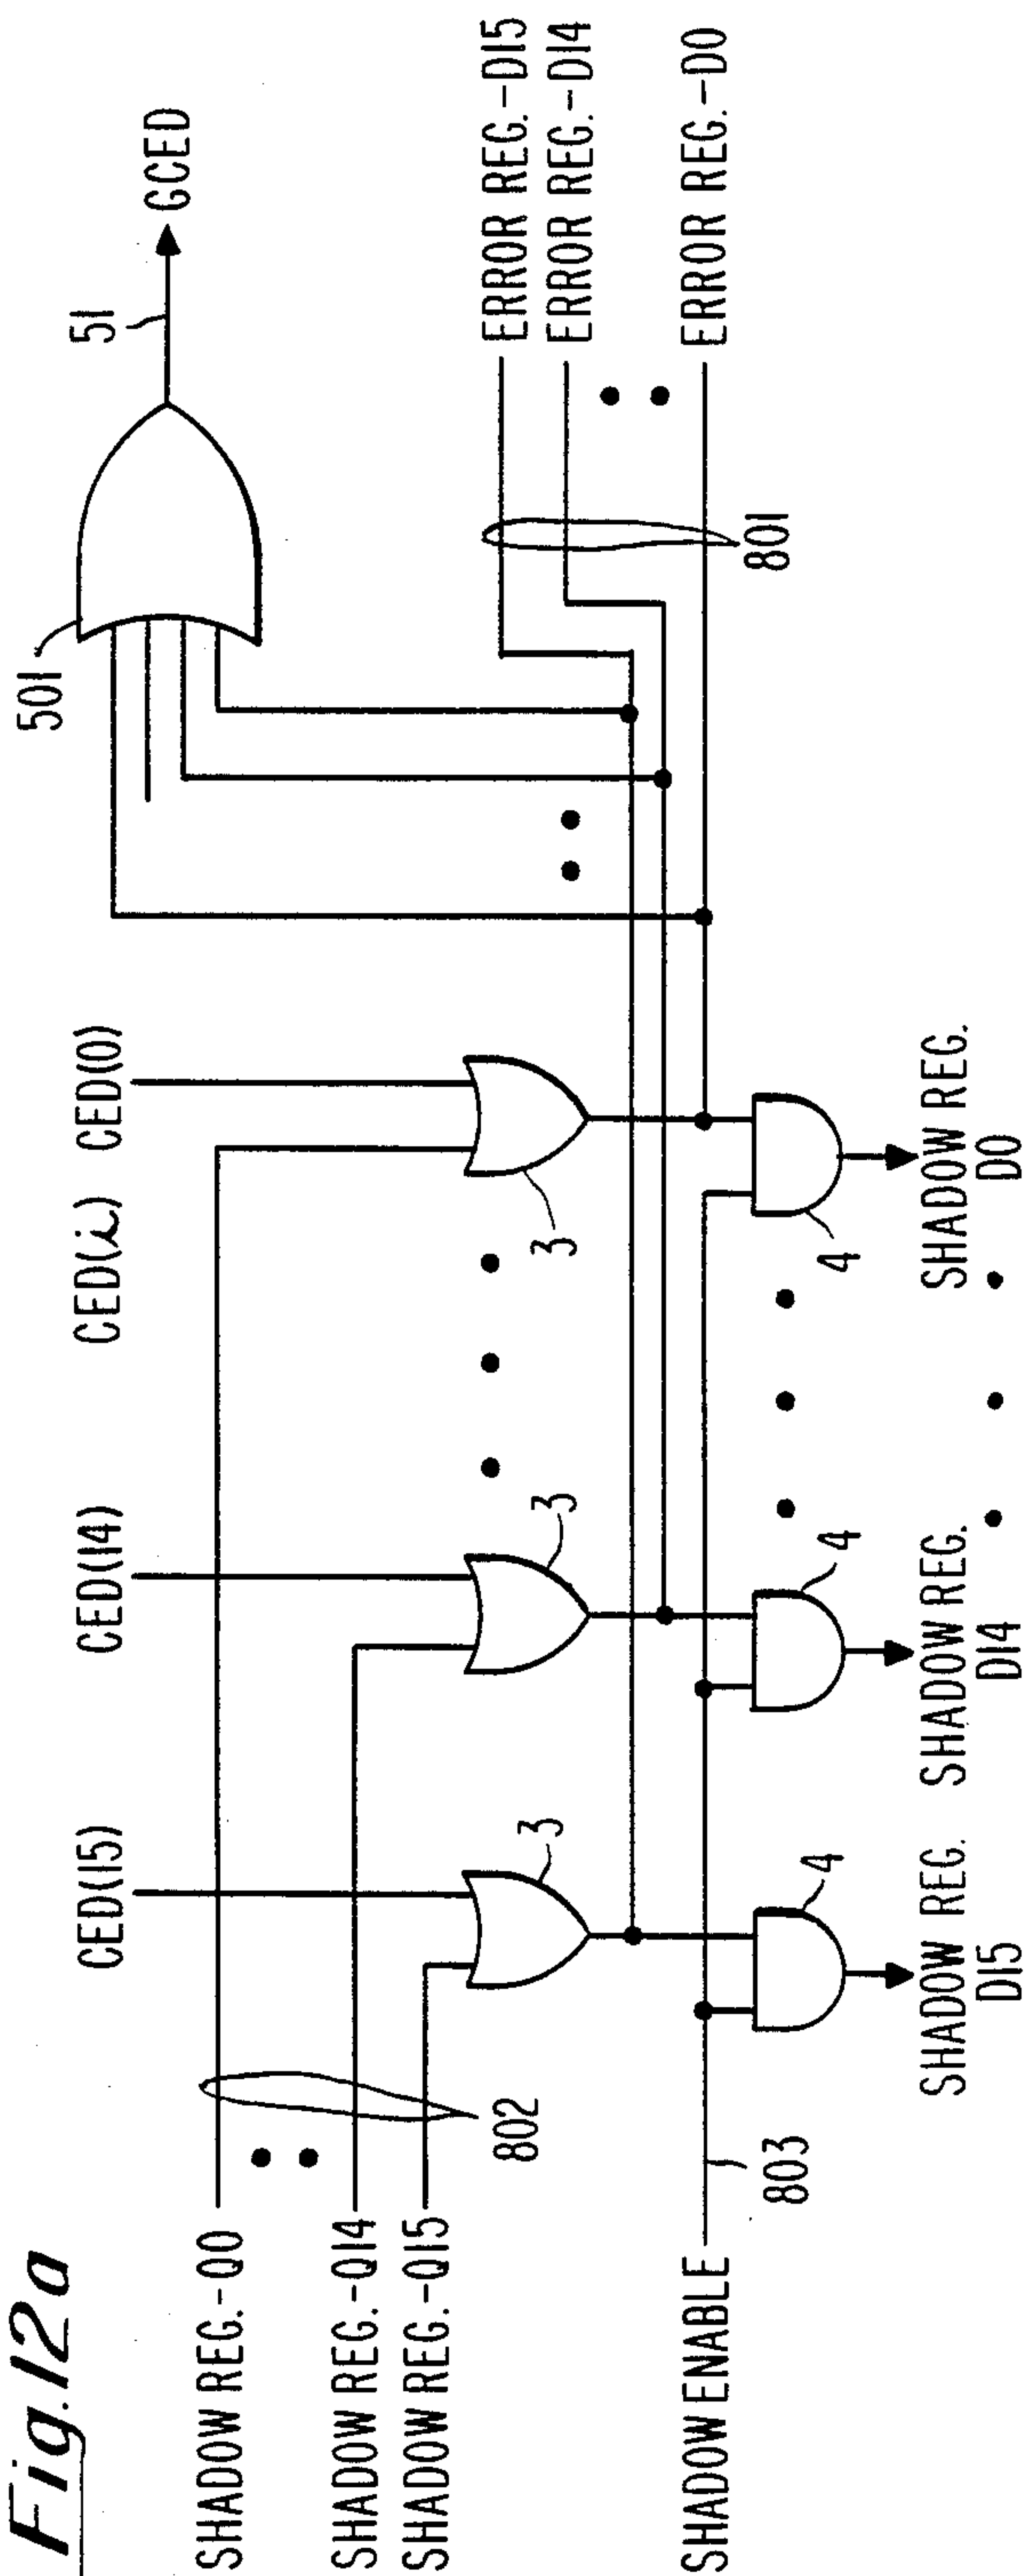 Fig.12a
CED(15)
CED(14)
CED(i)
CED(0)
501
51
GCED
SHADOW REG.-Q0
SHADOW REG.-Q14
SHADOW REG.-Q15
802
3
3
3
ERROR REG.-D15
ERROR REG.-D14
ERROR REG.-D0
801
SHADOW ENABLE
803
4
4
4
SHADOW REG.
D15
SHADOW REG.
D14
SHADOW REG.
D0